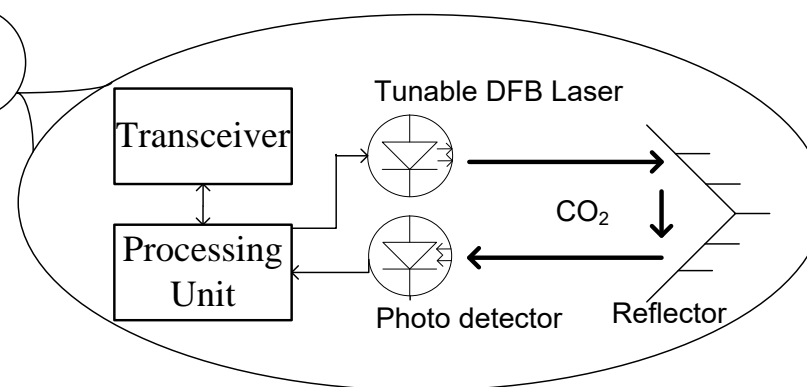 Tunable DFB Laser
Transceiver
CO₂
Processing
Unit
Photo detector
Reflector